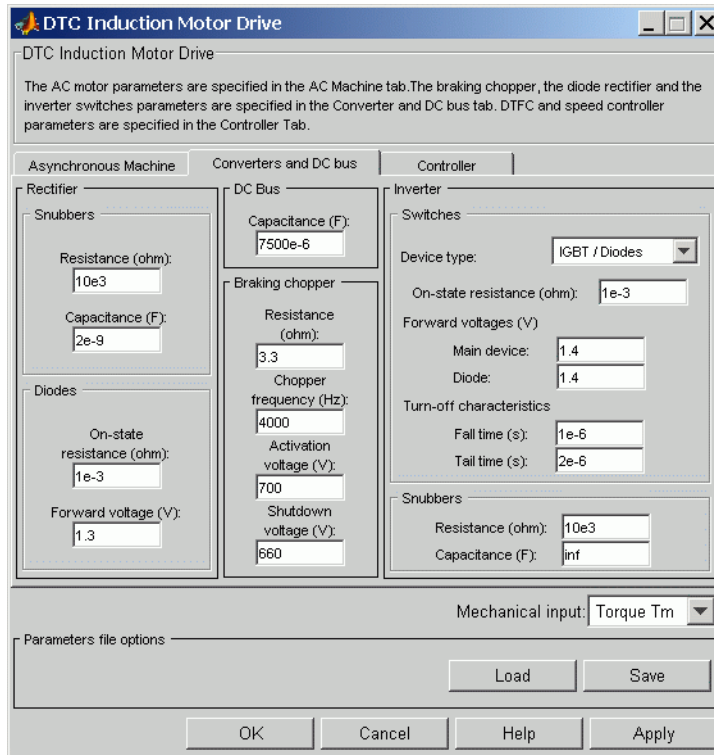 DTC Induction Motor Drive
DTC Induction Motor Drive
The AC motor parameters are specified in the AC Machine tab.The braking chopper, the diode rectifier and the
inverter switches parameters are specified in the Converter and DC bus tab. DTFC and speed controller
parameters are specified in the Controller Tab.
Asynchronous Machine
Converters and DC bus
Controller
Rectifier
Snubbers
Resistance (ohm):
10e3
Capacitance (F):
2e-9
Diodes
On-state
resistance (ohm):
1e-3
Forward voltage (V):
1.3
DC Bus
Capacitance (F):
7500e-6
Braking chopper
Resistance
(ohm):
3.3
Chopper
frequency (Hz):
4000
Activation
voltage (V):
700
Shutdown
voltage (V):
660
Inverter
Switches
Device type:
IGBT / Diodes
On-state resistance (ohm):
1e-3
Forward voltages (V)
Main device:
1.4
Diode:
1.4
Turn-off characteristics
Fall time (s):
1e-6
Tail time (s):
2e-6
Snubbers
Resistance (ohm):
10e3
Capacitance (F):
inf
Mechanical input:
Torque Tm
Parameters file options
Load
Save
OK
Cancel
Help
Apply